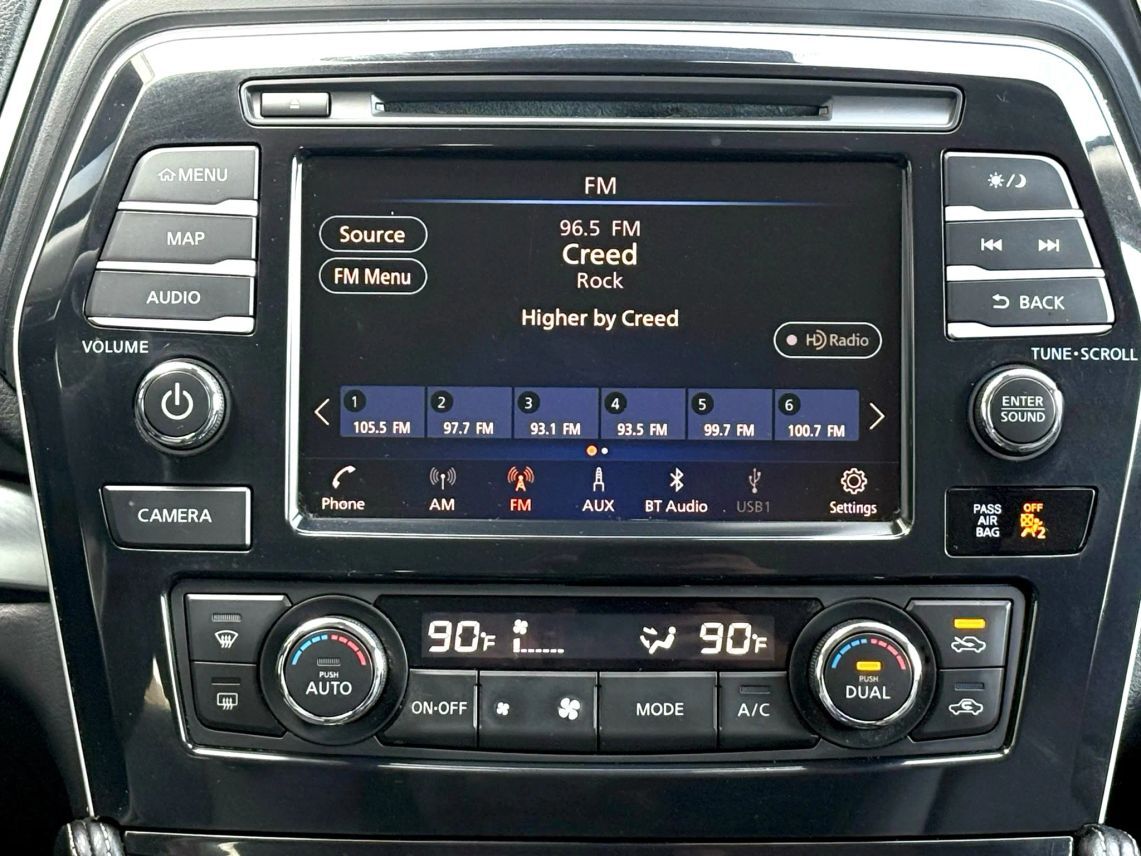 MENU
MAP
AUDIO
VOLUME
CAMERA
FM
Source
FM Menu
96.5 FM
Creed
Rock
Higher by Creed
HD Radio
1 2 3 4 5 6
105.5 FM 97.7 FM 93.1 FM 93.5 FM 99.7 FM 100.7 FM
Phone AM FM AUX BT Audio USB1 Settings
BACK
TUNE·SCROLL
ENTER
SOUND
PASS
AIR
BAG
OFF
2
90°F 90°F
PUSH
AUTO
ON·OFF
MODE
A/C
PUSH
DUAL